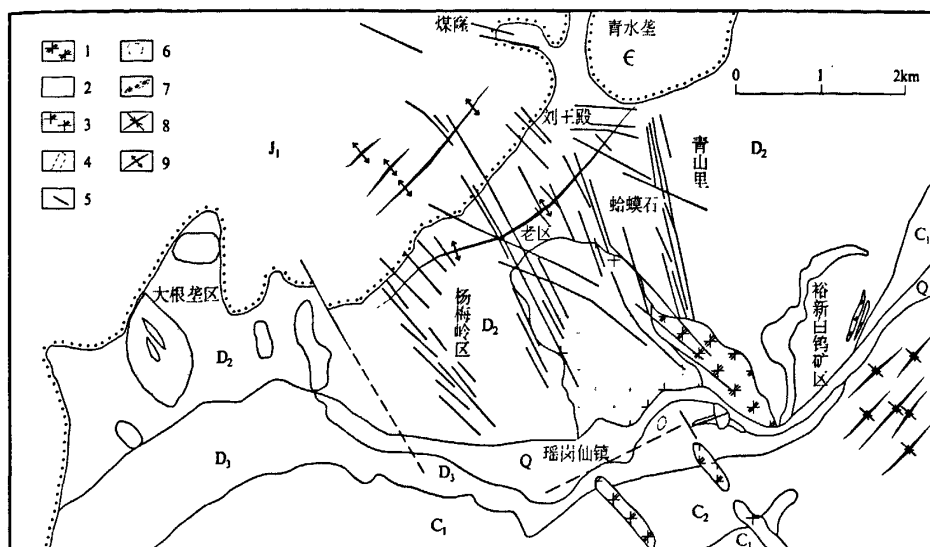 煤窿
青水垄
Є
1
6
2
7
3
8
4
9
5
0 1 2km
刘王殿
青山里
D2
J1
蛤蟆石
老区
C1
Q
大根垄区
杨梅岭区
D2
裕新白钨矿区
D2
D3
Q
瑶岗仙镇
D3
C1
C2
C1